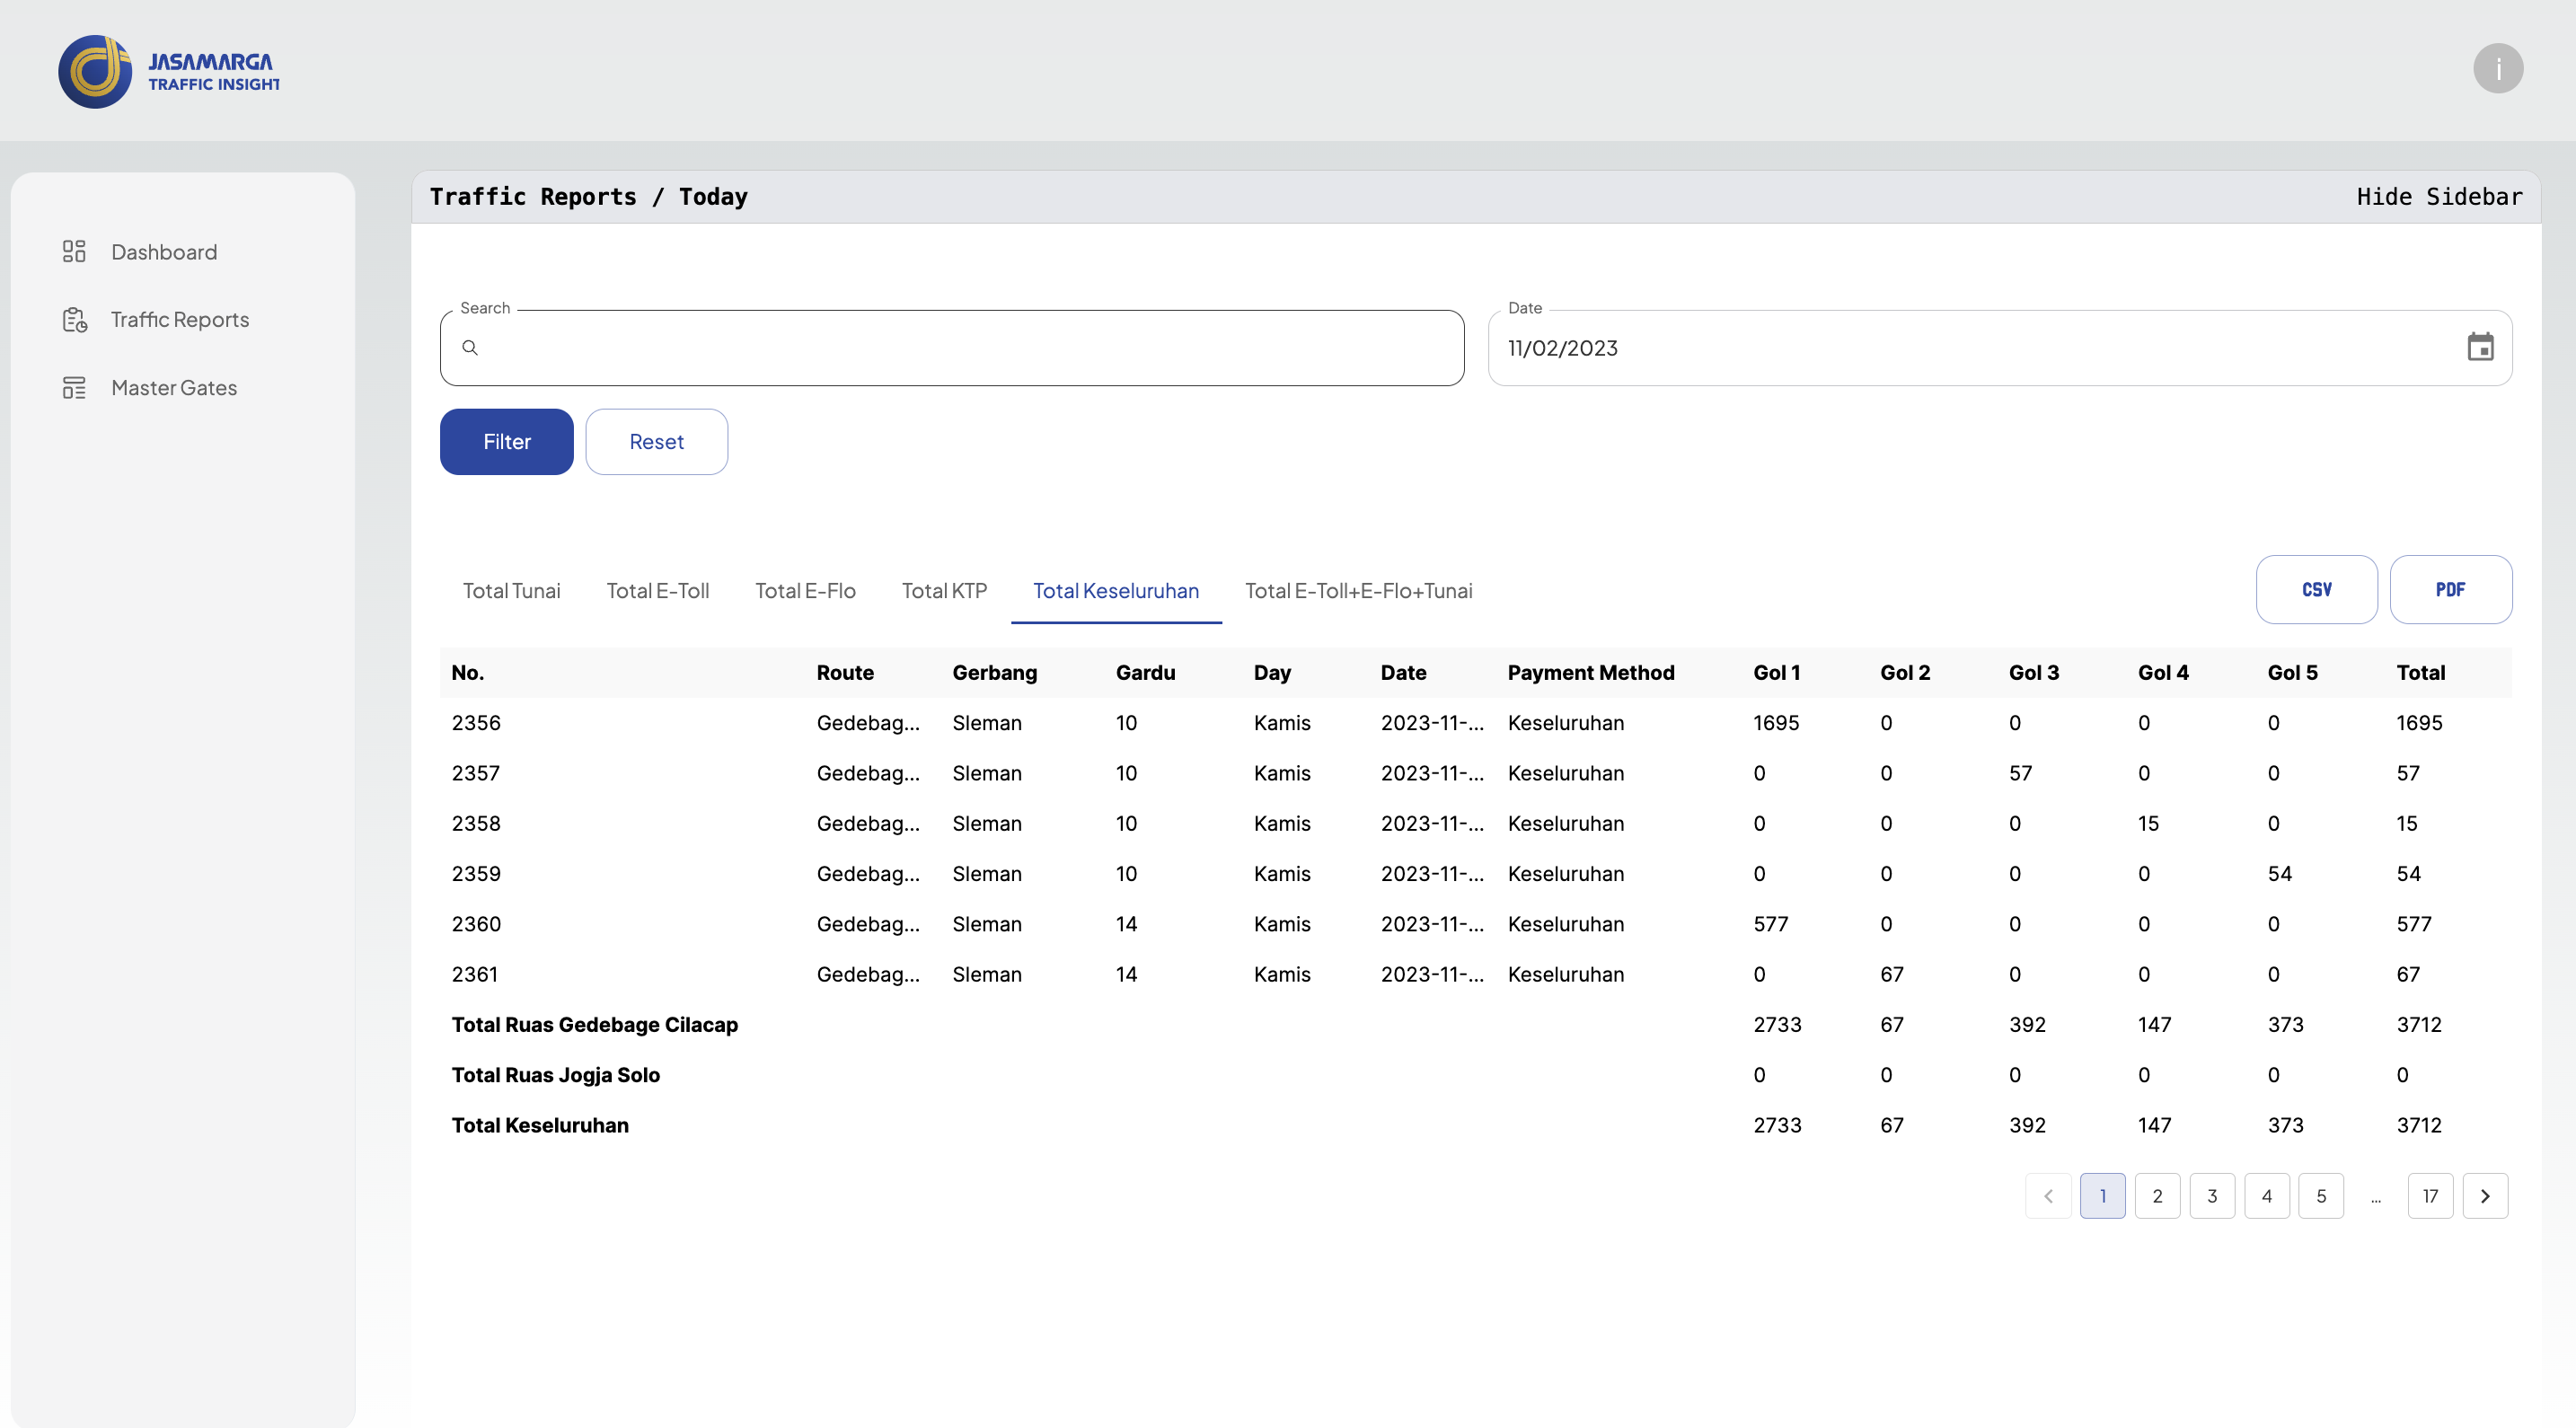 JASAMARGA
TRAFFIC INSIGHT
i
Dashboard
Traffic Reports
Master Gates
Traffic Reports / Today
Hide Sidebar
Search
Date
11/02/2023
Filter
Reset
Total Tunai
Total E-Toll
Total E-Flo
Total KTP
Total Keseluruhan
Total E-Toll+E-Flo+Tunai
CSV
PDF
No. Route Gerbang Gardu Day Date Payment Method Gol 1 Gol 2 Gol 3 Gol 4 Gol 5 Total
2356 Gedebag... Sleman 10 Kamis 2023-11-... Keseluruhan 1695 0 0 0 0 1695
2357 Gedebag... Sleman 10 Kamis 2023-11-... Keseluruhan 0 0 57 0 0 57
2358 Gedebag... Sleman 10 Kamis 2023-11-... Keseluruhan 0 0 0 15 0 15
2359 Gedebag... Sleman 10 Kamis 2023-11-... Keseluruhan 0 0 0 0 54 54
2360 Gedebag... Sleman 14 Kamis 2023-11-... Keseluruhan 577 0 0 0 0 577
2361 Gedebag... Sleman 14 Kamis 2023-11-... Keseluruhan 0 67 0 0 0 67
Total Ruas Gedebage Cilacap 2733 67 392 147 373 3712
Total Ruas Jogja Solo 0 0 0 0 0 0
Total Keseluruhan 2733 67 392 147 373 3712
1 2 3 4 5 ... 17